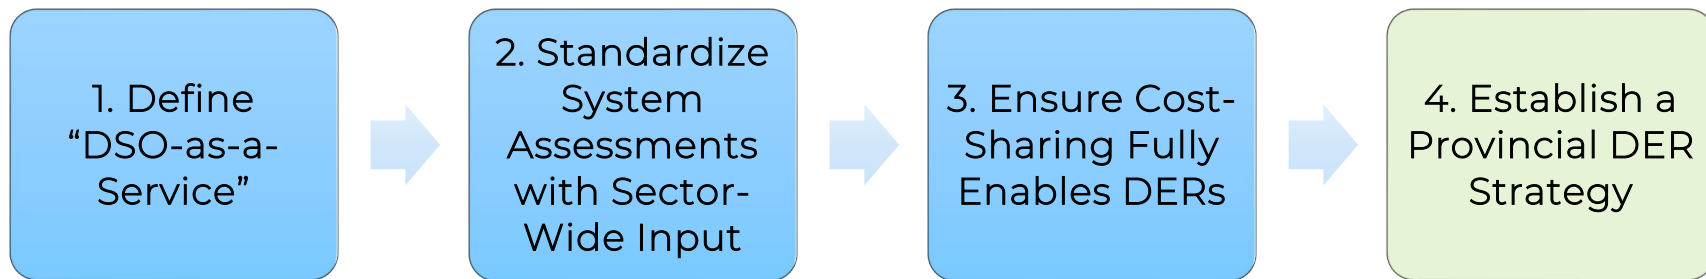 1. Define
“DSO-as-a-
Service”
2. Standardize
System
Assessments
with Sector-
Wide Input
3. Ensure Cost-
Sharing Fully
Enables DERs
4. Establish a
Provincial DER
Strategy